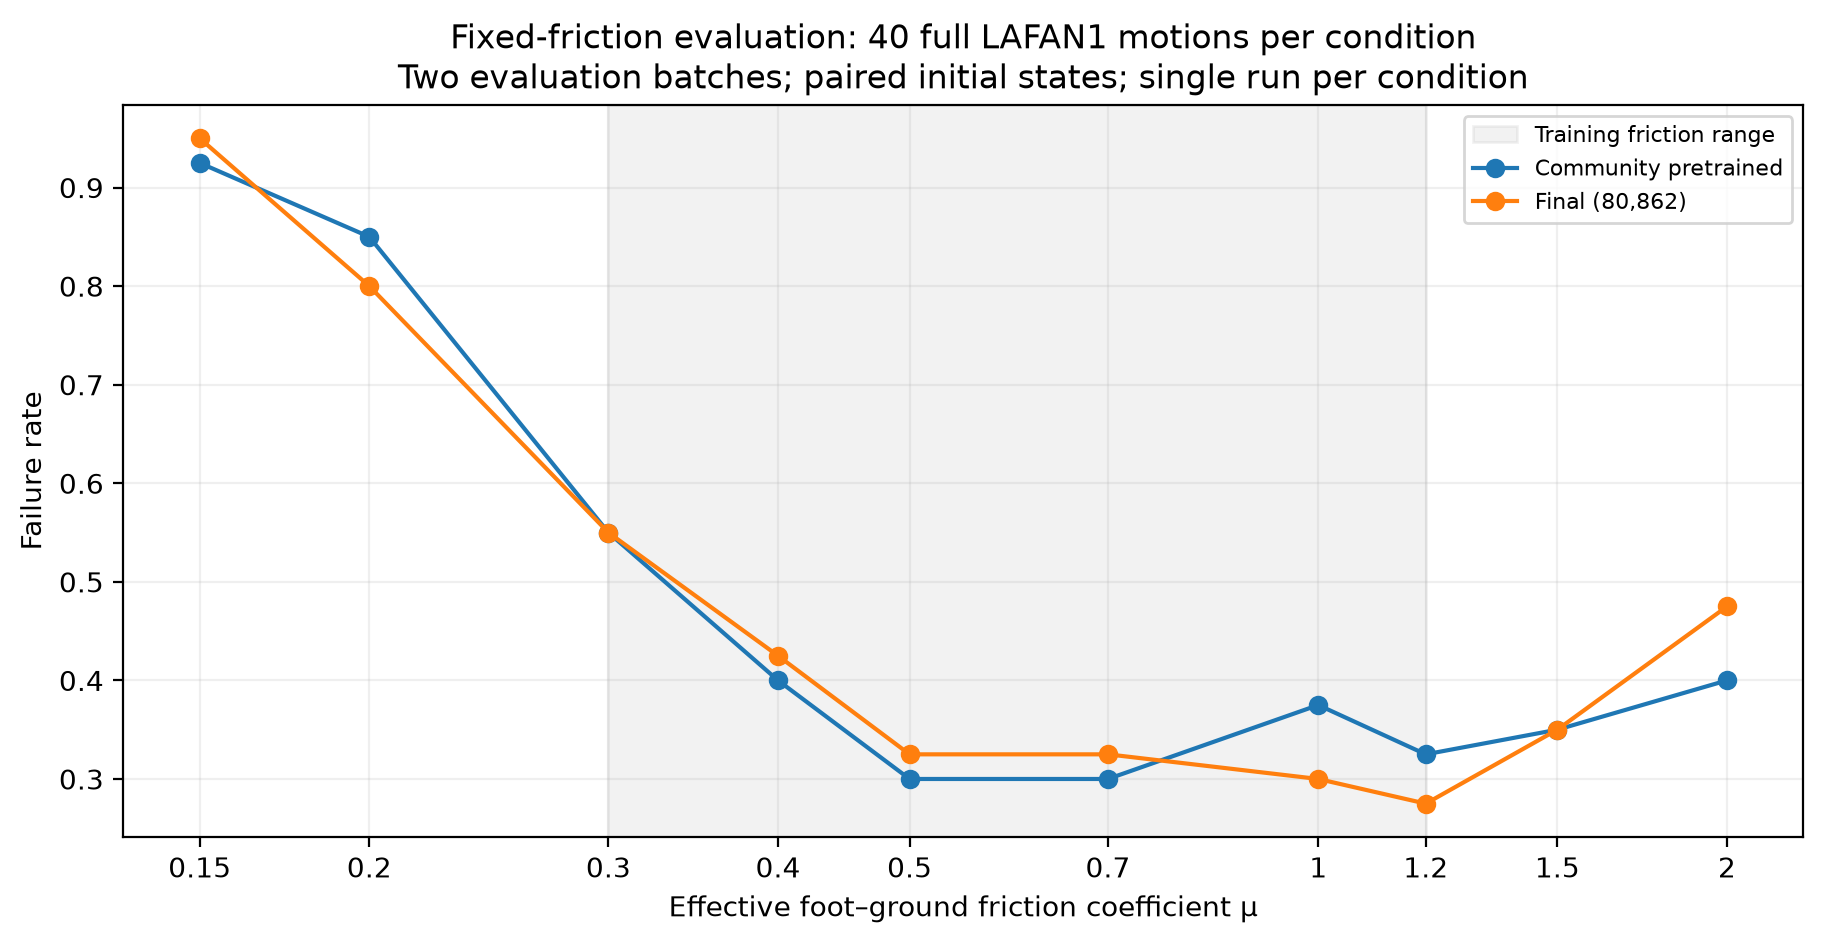 Fixed-friction evaluation: 40 full LAFAN1 motions per condition
Two evaluation batches; paired initial states; single run per condition
Training friction range
Community pretrained
Final (80,862)
Failure rate
0.9
0.8
0.7
0.6
0.5
0.4
0.3
0.15 0.2 0.3 0.4 0.5 0.7 1 1.2 1.5 2
Effective foot–ground friction coefficient μ